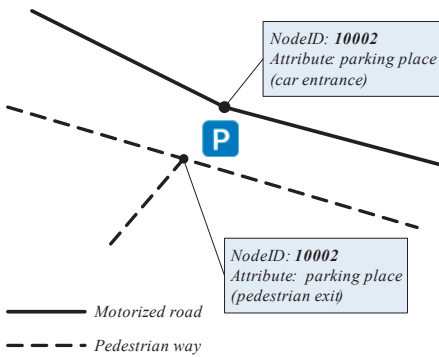 NodeID: 10002
Attribute: parking place
(car entrance)
P
NodeID: 10002
Attribute: parking place
(pedestrian exit)
Motorized road
Pedestrian way